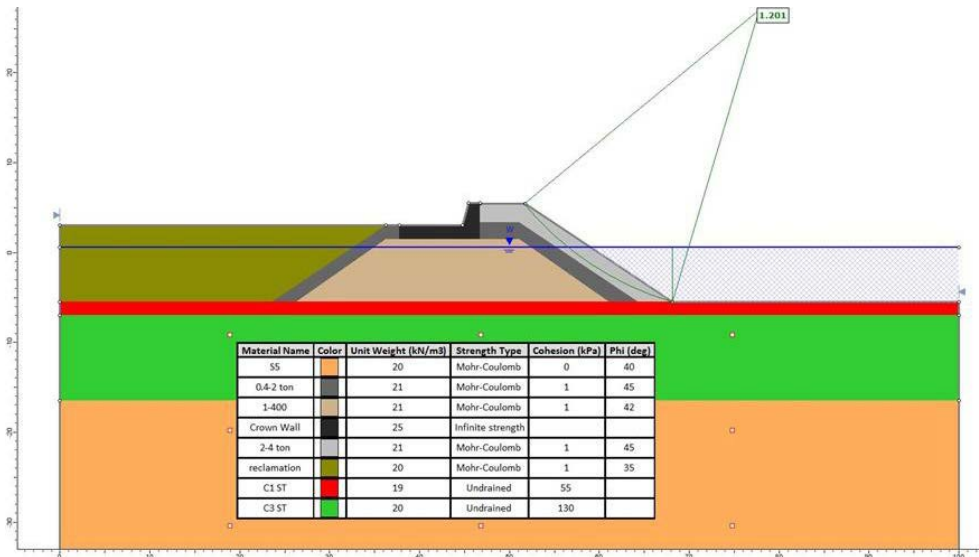 1.201
20
10
0
W
-10
-20
-30
Material Name Color Unit Weight (kN/m3) Strength Type Cohesion (kPa) Phi (deg)
S5 20 Mohr-Coulomb 0 40
0.4-2 ton 21 Mohr-Coulomb 1 45
1-400 21 Mohr-Coulomb 1 42
Crown Wall 25 Infinite strength
2-4 ton 21 Mohr-Coulomb 1 45
reclamation 20 Mohr-Coulomb 1 35
C1 ST 19 Undrained 55
C3 ST 20 Undrained 130